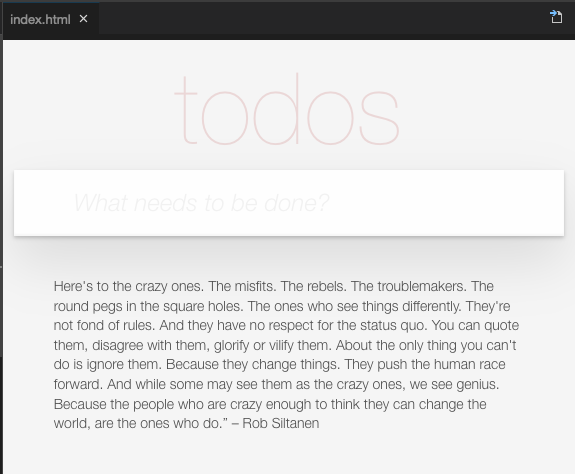 index.html ×
todos
What needs to be done?
Here's to the crazy ones. The misfits. The rebels. The troublemakers. The
round pegs in the square holes. The ones who see things differently. They're
not fond of rules. And they have no respect for the status quo. You can quote
them, disagree with them, glorify or vilify them. About the only thing you can't
do is ignore them. Because they change things. They push the human race
forward. And while some may see them as the crazy ones, we see genius.
Because the people who are crazy enough to think they can change the
world, are the ones who do.” – Rob Siltanen